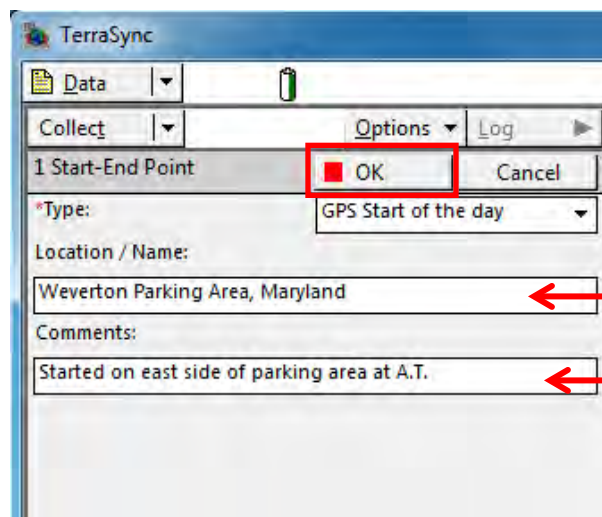 TerraSync
Data
Collect Options Log
1 Start-End Point OK Cancel
*Type: GPS Start of the day
Location / Name:
Weverton Parking Area, Maryland
Comments:
Started on east side of parking area at A.T.